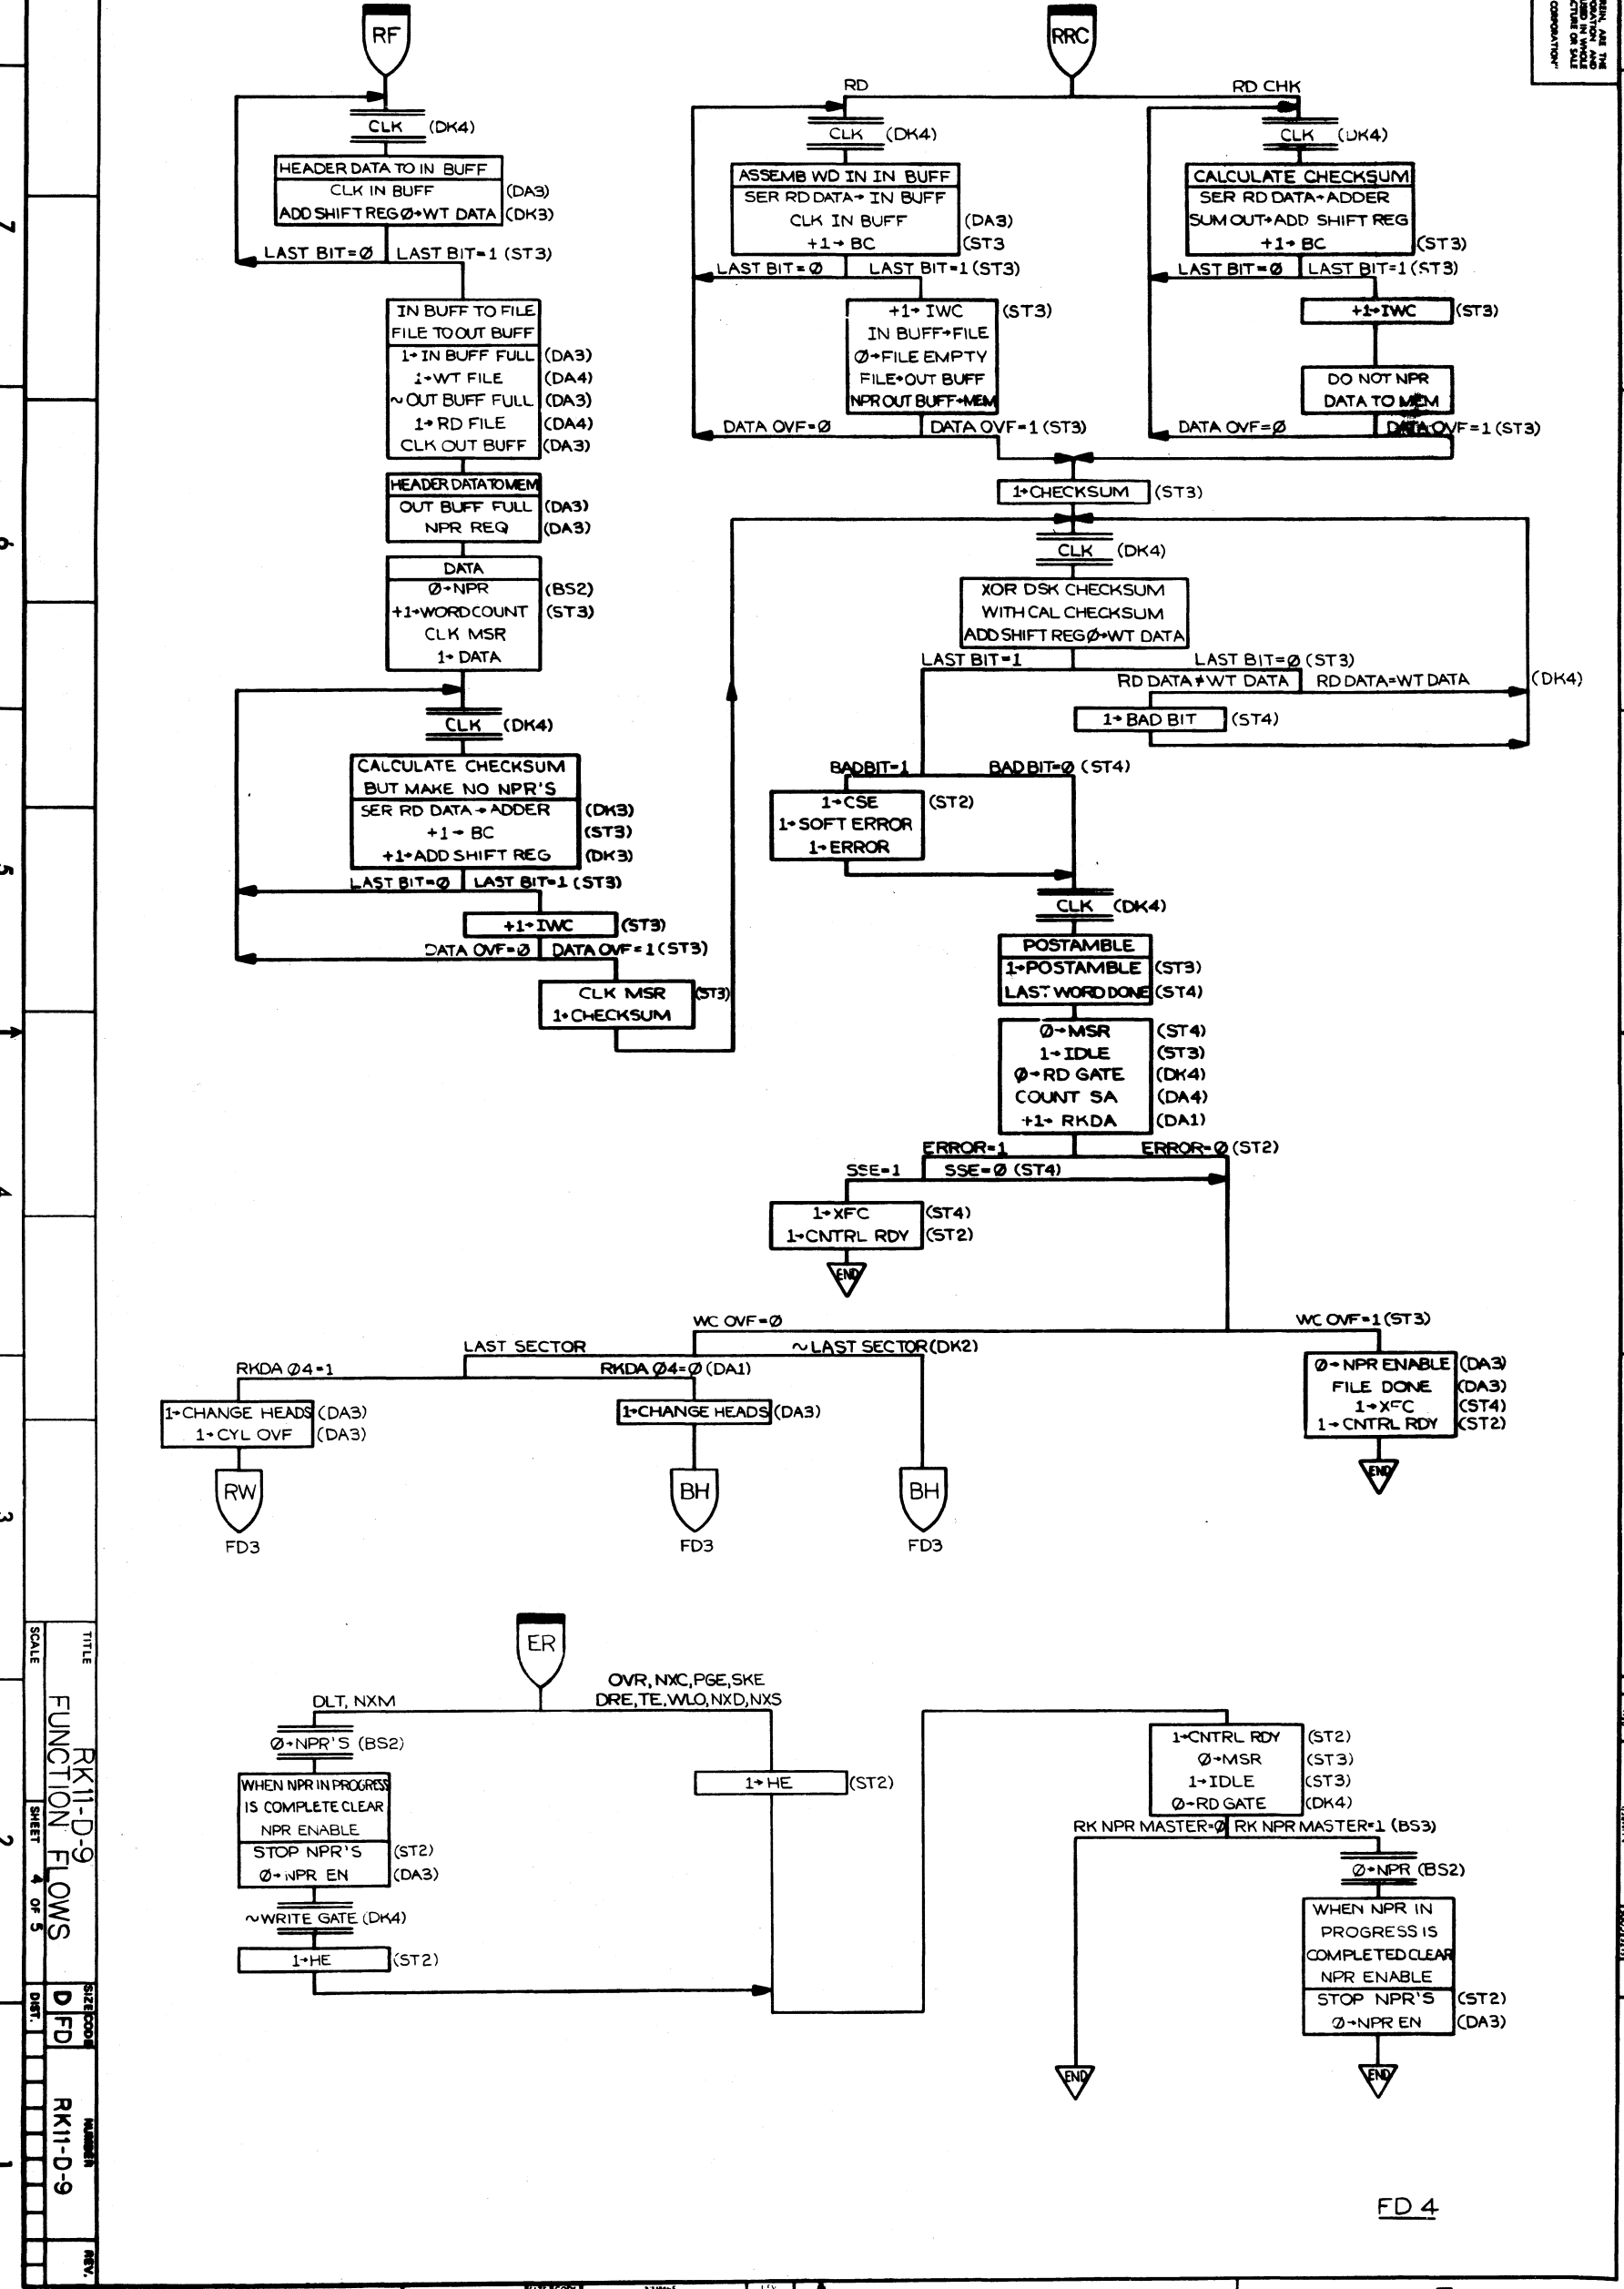 REIN, ARE THE
PORATION AND
USED IN WHOLE
CTURE OR SALE
CORPORATION"
RF
CLK (DK4)
HEADER DATA TO IN BUFF
CLK IN BUFF (DA3)
ADD SHIFT REG Ø→WT DATA (DK3)
LAST BIT=Ø LAST BIT=1 (ST3)
IN BUFF TO FILE
FILE TO OUT BUFF
1→IN BUFF FULL (DA3)
1→WT FILE (DA4)
~OUT BUFF FULL (DA3)
1→RD FILE (DA4)
CLK OUT BUFF (DA3)
HEADER DATA TO MEM
OUT BUFF FULL (DA3)
NPR REQ (DA3)
DATA
Ø→NPR (BS2)
+1→WORDCOUNT (ST3)
CLK MSR
1→DATA
CLK (DK4)
CALCULATE CHECKSUM
BUT MAKE NO NPR'S
SER RD DATA→ADDER (DK3)
+1→BC (ST3)
+1→ADD SHIFT REG (DK3)
LAST BIT=Ø LAST BIT=1 (ST3)
+1→IWC (ST3)
DATA OVF=Ø DATA OVF=1 (ST3)
CLK MSR (ST3)
1→CHECKSUM
RRC
RD RD CHK
CLK (DK4)
ASSEMB WD IN IN BUFF
SER RD DATA→IN BUFF
CLK IN BUFF (DA3)
+1→BC (ST3
LAST BIT=Ø LAST BIT=1 (ST3)
+1→IWC (ST3)
IN BUFF→FILE
Ø→FILE EMPTY
FILE→OUT BUFF
NPR OUT BUFF→MEM
DATA OVF=Ø DATA OVF=1 (ST3)
CLK (DK4)
CALCULATE CHECKSUM
SER RD DATA→ADDER
SUM OUT→ADD SHIFT REG
+1→BC (ST3)
LAST BIT=Ø LAST BIT=1 (ST3)
+1→IWC (ST3)
DO NOT NPR
DATA TO MEM
DATA OVF=Ø DATA OVF=1 (ST3)
1→CHECKSUM (ST3)
CLK (DK4)
XOR DSK CHECKSUM
WITH CAL CHECKSUM
ADD SHIFT REG Ø→WT DATA
LAST BIT=1 LAST BIT=Ø (ST3)
RD DATA≠WT DATA RD DATA=WT DATA (DK4)
1→BAD BIT (ST4)
BADBIT=1 BAD BIT=Ø (ST4)
1→CSE (ST2)
1→SOFT ERROR
1→ERROR
CLK (DK4)
POSTAMBLE
1→POSTAMBLE (ST3)
LAST WORD DONE (ST4)
Ø→MSR (ST4)
1→IDLE (ST3)
Ø→RD GATE (DK4)
COUNT SA (DA4)
+1→RKDA (DA1)
ERROR=1 ERROR=Ø (ST2)
SSE=1 SSE=Ø (ST4)
1→XFC (ST4)
1→CNTRL RDY (ST2)
END
WC OVF=Ø WC OVF=1 (ST3)
LAST SECTOR ~LAST SECTOR (DK2)
RKDA Ø4=1 RKDA Ø4=Ø (DA1)
1→CHANGE HEADS (DA3)
1→CYL OVF (DA3)
1→CHANGE HEADS (DA3)
Ø→NPR ENABLE (DA3)
FILE DONE (DA3)
1→XFC (ST4)
1→CNTRL RDY (ST2)
END
RW BH BH
FD3 FD3 FD3
ER
DLT, NXM
OVR, NXC, PGE, SKE
DRE, TE, WLO, NXD, NXS
Ø→NPR'S (BS2)
WHEN NPR IN PROGRESS
IS COMPLETE CLEAR
NPR ENABLE
STOP NPR'S (ST2)
Ø→NPR EN (DA3)
~WRITE GATE (DK4)
1→HE (ST2)
1→HE (ST2)
1→CNTRL RDY (ST2)
Ø→MSR (ST3)
1→IDLE (ST3)
Ø→RD GATE (DK4)
RK NPR MASTER=Ø RK NPR MASTER=1 (BS3)
Ø→NPR (BS2)
WHEN NPR IN
PROGRESS IS
COMPLETED CLEAR
NPR ENABLE
STOP NPR'S (ST2)
Ø→NPR EN (DA3)
END END
FD 4
7
6
5
4
3
2
1
TITLE
RK11-D-9
FUNCTION FLOWS
SCALE
SHEET 4 OF 5
SIZE CODE NUMBER REV.
D FD RK11-D-9
DIST.